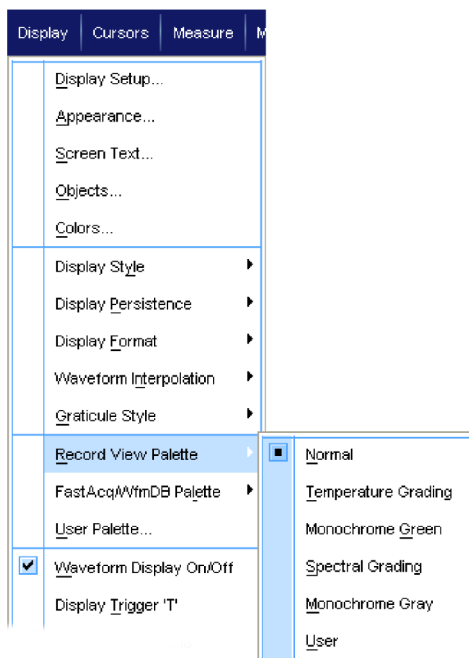 Display Cursors Measure M
Display Setup...
Appearance...
Screen Text...
Objects...
Colors...
Display Style
Display Persistence
Display Format
Waveform Interpolation
Graticule Style
Record View Palette
FastAcq/WfmDB Palette
User Palette...
Waveform Display On/Off
Display Trigger 'T'
Normal
Temperature Grading
Monochrome Green
Spectral Grading
Monochrome Gray
User